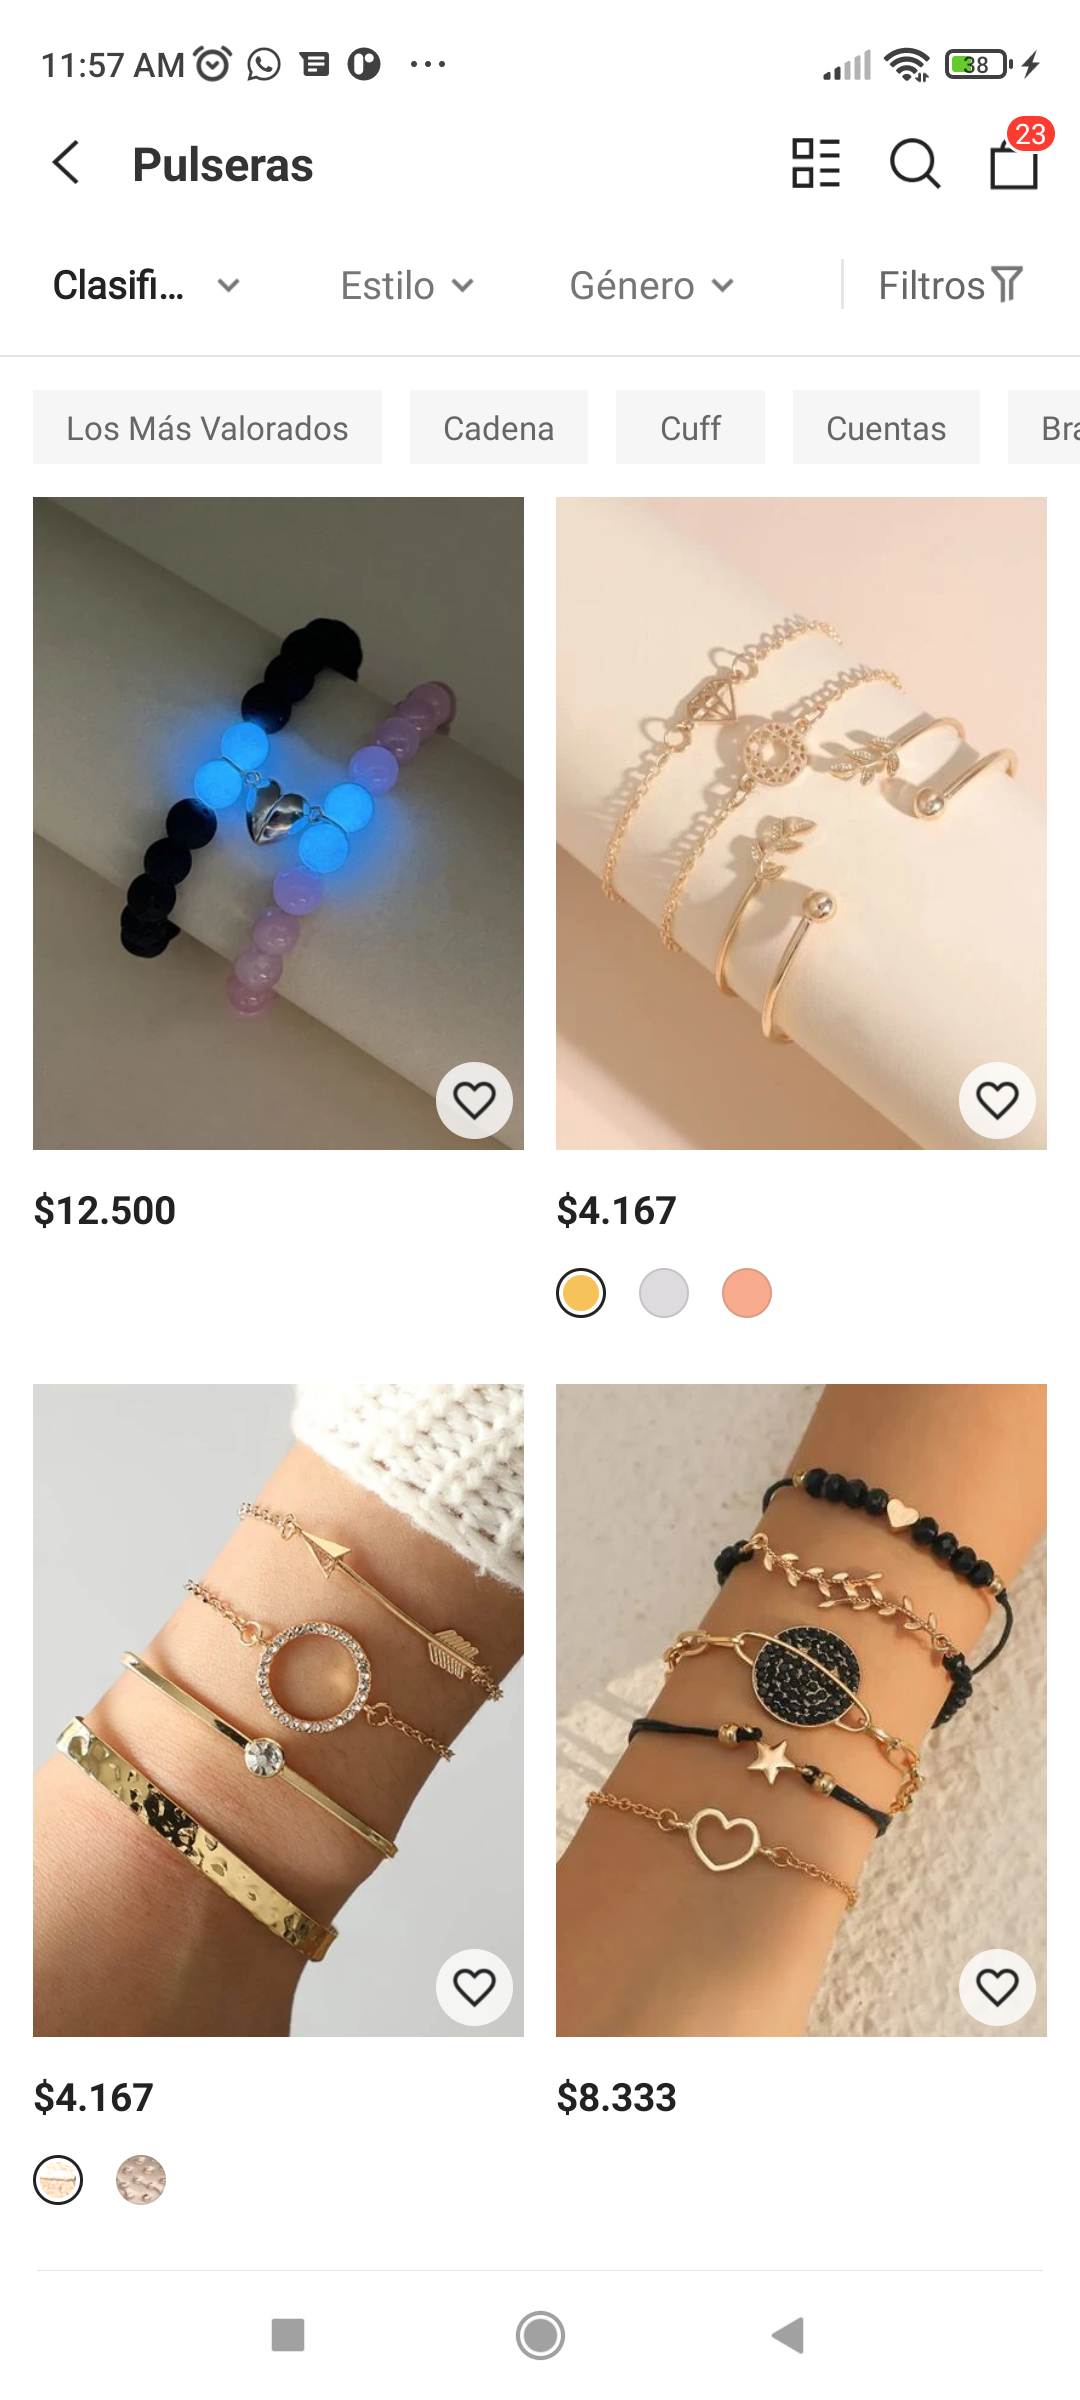 11:57 AM
38
Pulseras
23
Clasifi...
Estilo
Género
Filtros
Los Más Valorados
Cadena
Cuff
Cuentas
Bra
$12.500
$4.167
$4.167
$8.333